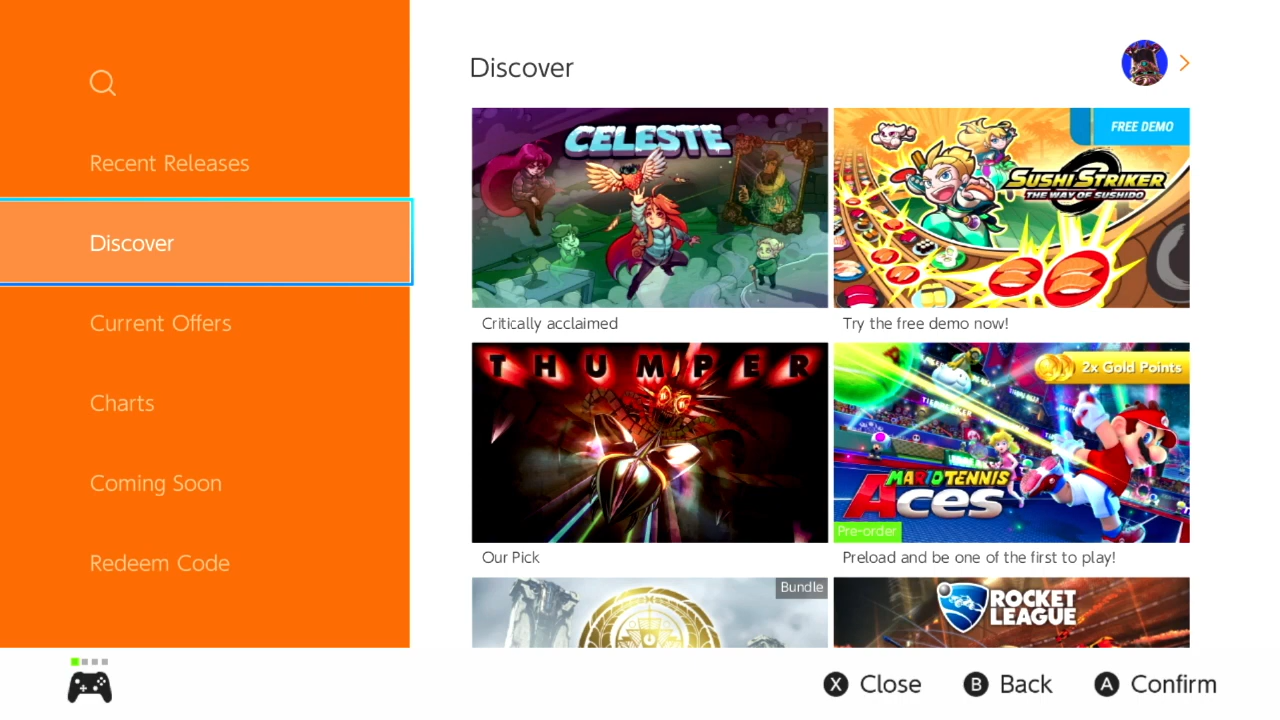 Discover
Recent Releases
Discover
Current Offers
Charts
Coming Soon
Redeem Code
CELESTE
Critically acclaimed
FREE DEMO
SUSHI STRIKER
THE WAY OF SUSHIDO
Try the free demo now!
THUMPER
Our Pick
2x Gold Points
MARIO TENNIS
ACES
Pre-order
Preload and be one of the first to play!
Bundle
ROCKET
LEAGUE
X Close
B Back
A Confirm